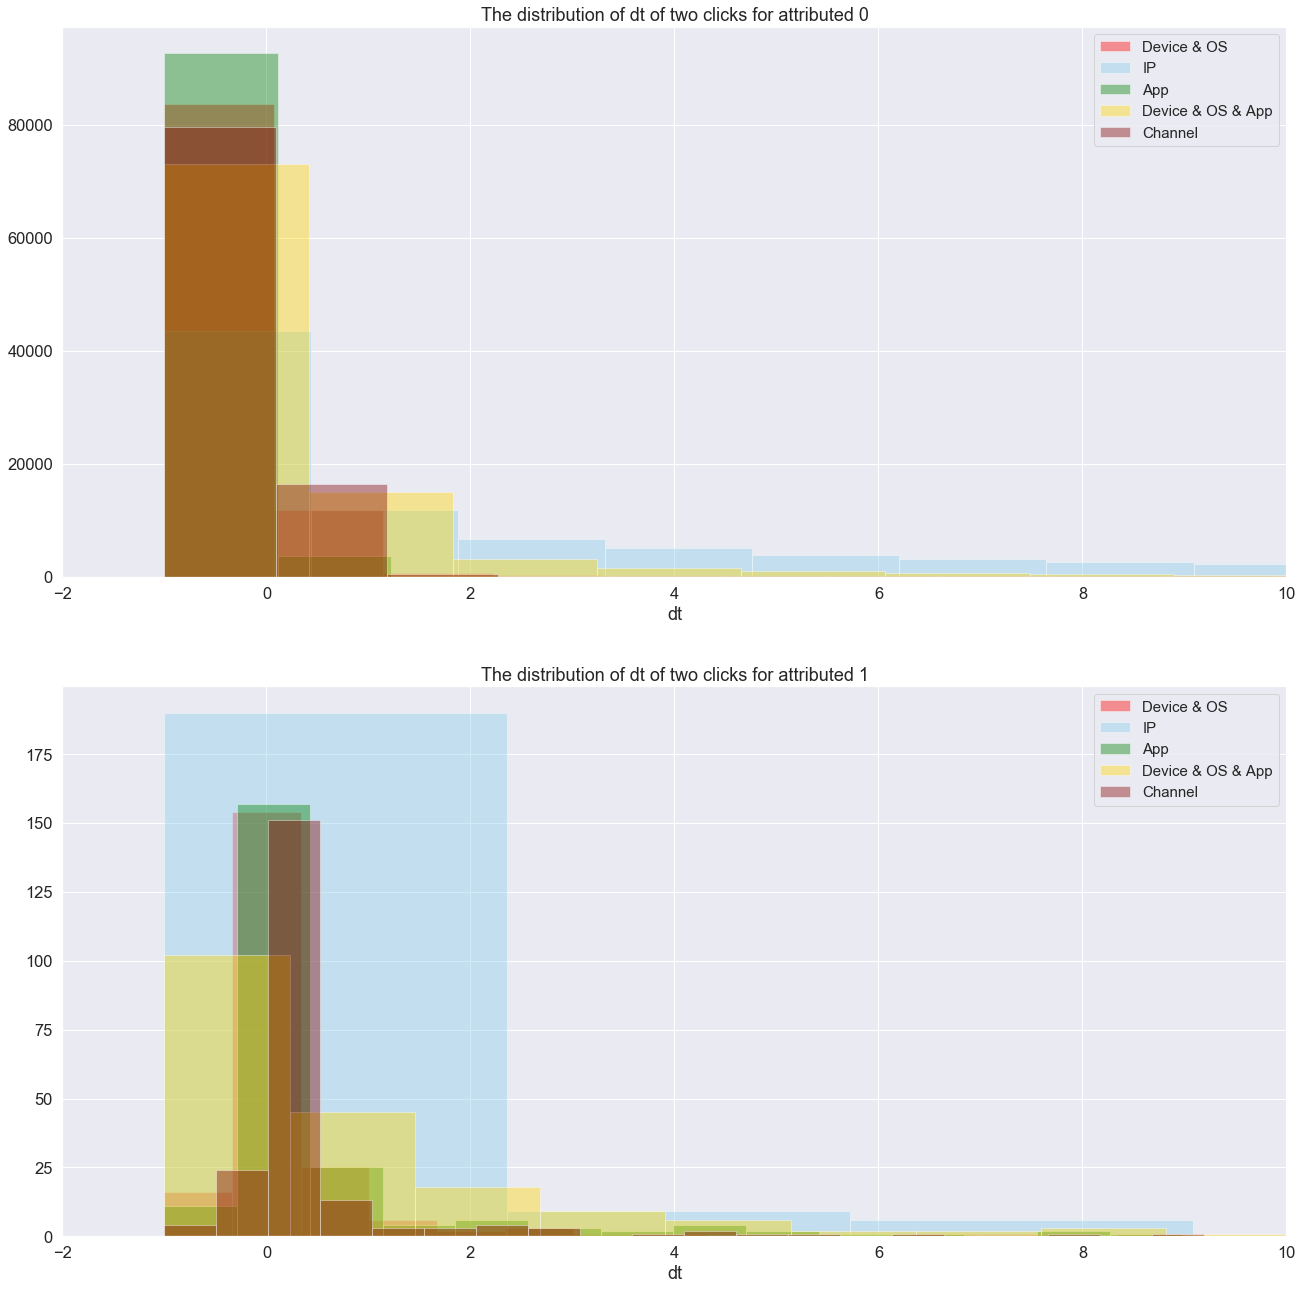 The distribution of dt of two clicks for attributed 0
Device & OS
IP
App
Device & OS & App
Channel
80000
60000
40000
20000
0
−2 0 2 4 6 8 10
dt
The distribution of dt of two clicks for attributed 1
Device & OS
IP
App
Device & OS & App
Channel
175
150
125
100
75
50
25
0
−2 0 2 4 6 8 10
dt